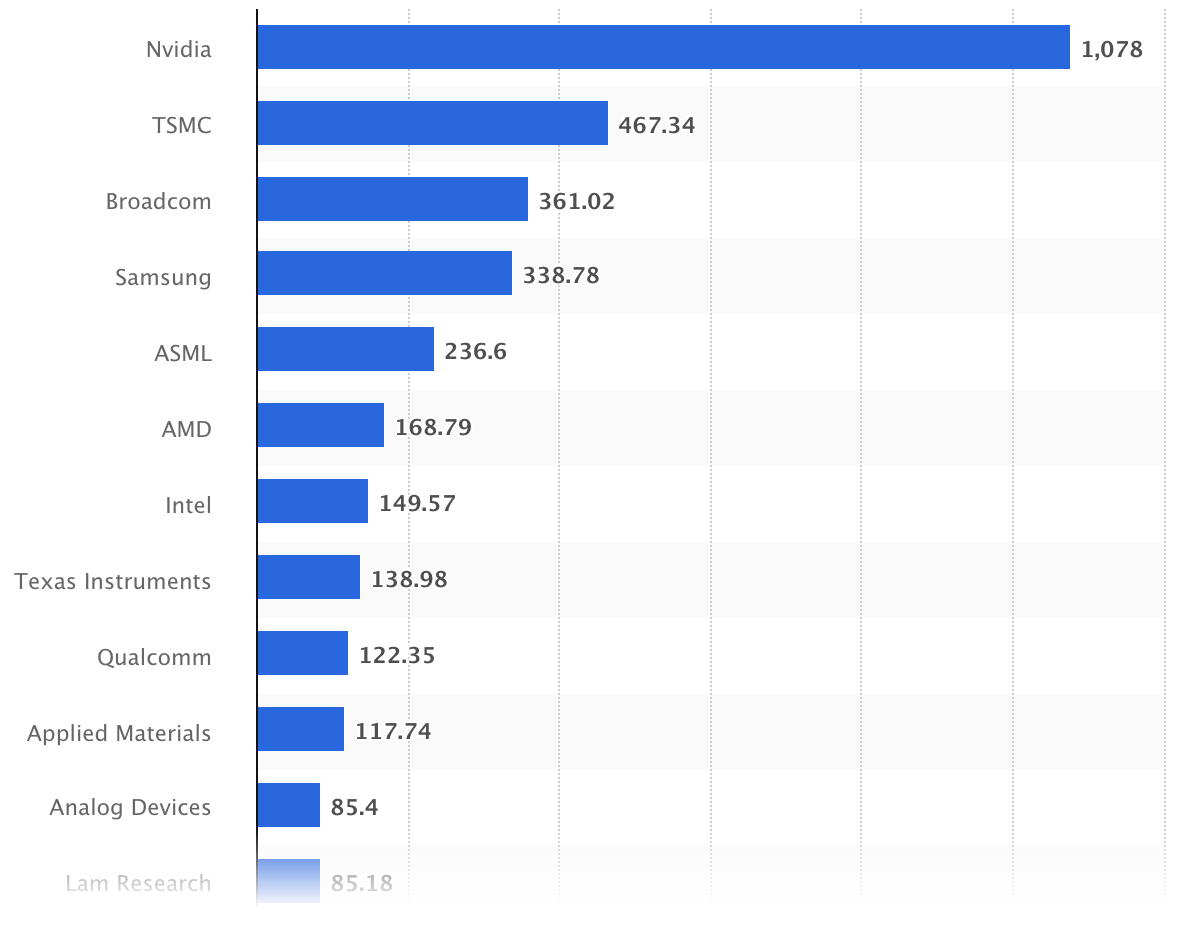 Nvidia 1,078
TSMC 467.34
Broadcom 361.02
Samsung 338.78
ASML 236.6
AMD 168.79
Intel 149.57
Texas Instruments 138.98
Qualcomm 122.35
Applied Materials 117.74
Analog Devices 85.4
Lam Research 85.18